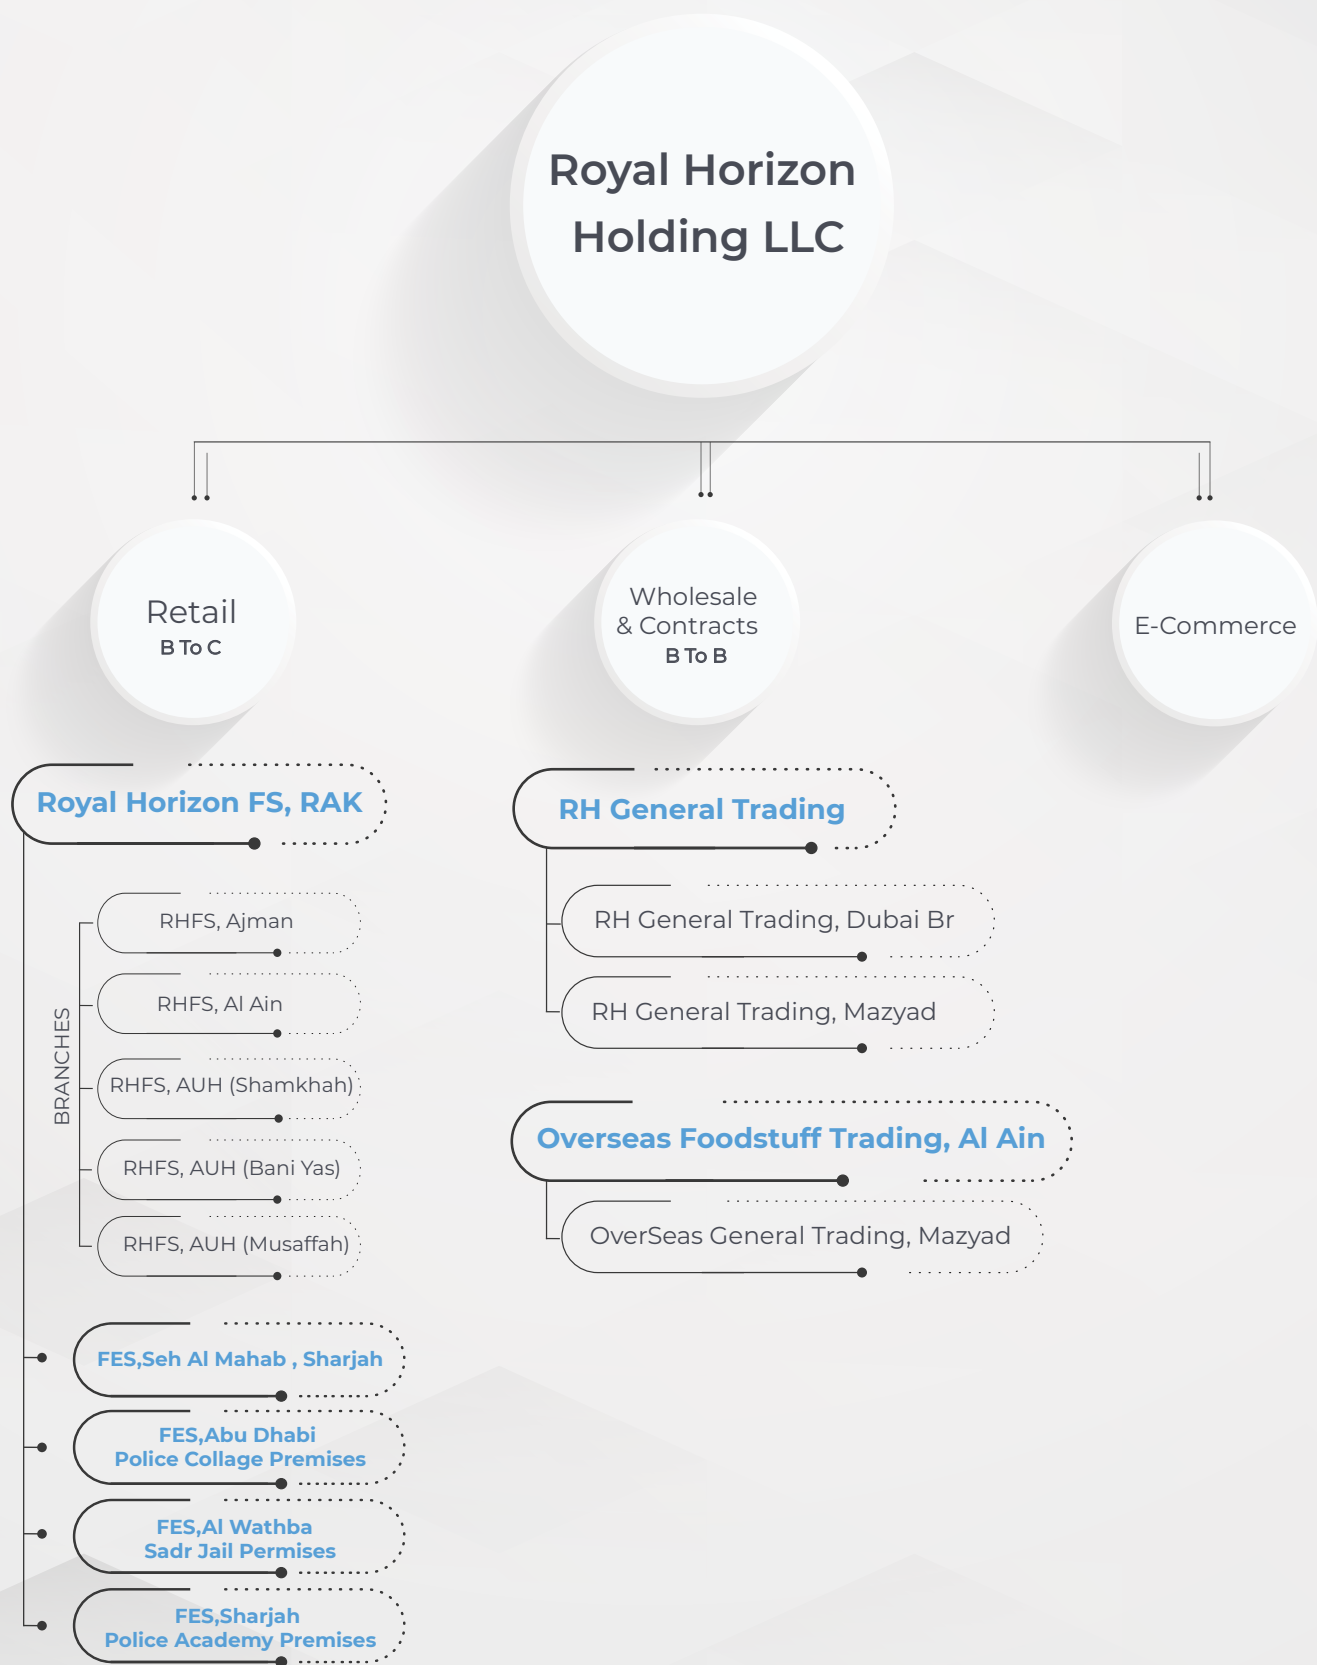 Royal Horizon
Holding LLC
Retail
B To C
Wholesale
& Contracts
B To B
E-Commerce
Royal Horizon FS, RAK
BRANCHES
RHFS, Ajman
RHFS, Al Ain
RHFS, AUH (Shamkhah)
RHFS, AUH (Bani Yas)
RHFS, AUH (Musaffah)
FES,Seh Al Mahab , Sharjah
FES,Abu Dhabi
Police Collage Premises
FES,Al Wathba
Sadr Jail Permises
FES,Sharjah
Police Academy Premises
RH General Trading
RH General Trading, Dubai Br
RH General Trading, Mazyad
Overseas Foodstuff Trading, Al Ain
OverSeas General Trading, Mazyad